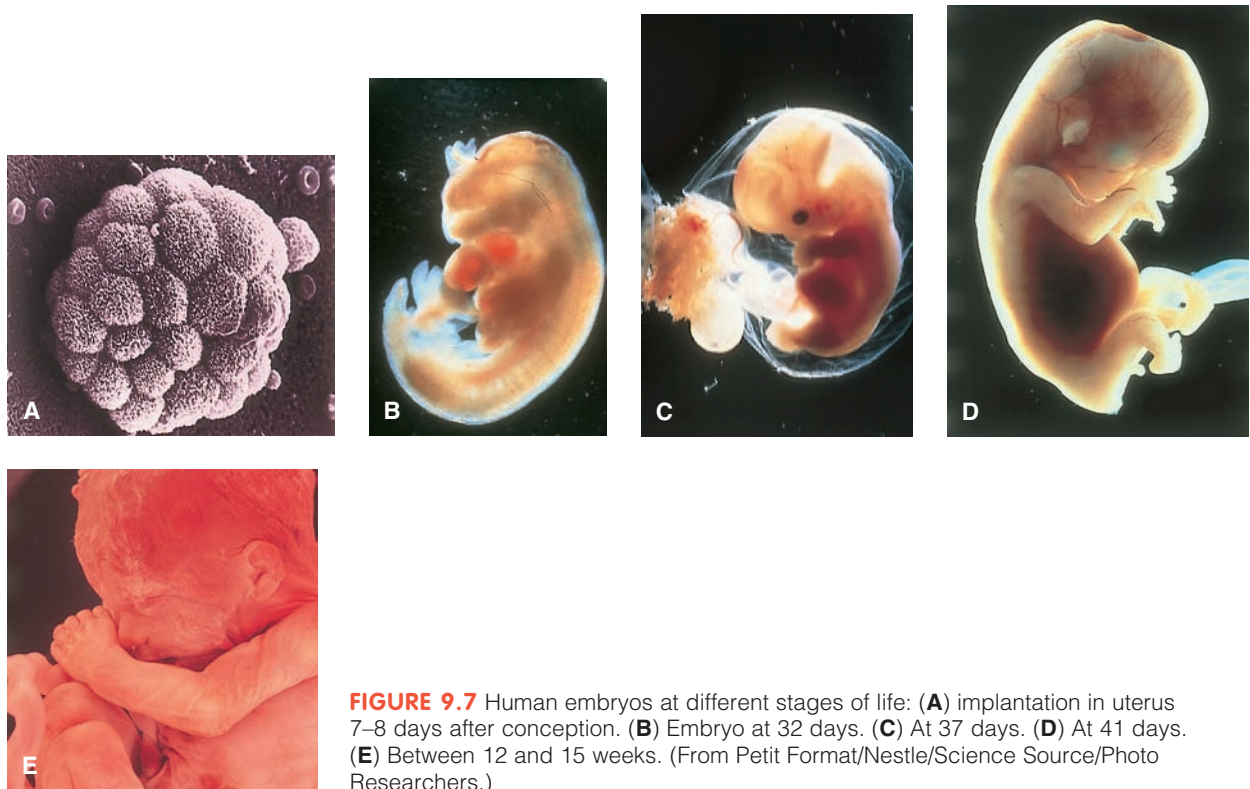 A
B
C
D
E
FIGURE 9.7 Human embryos at different stages of life: (A) implantation in uterus
7–8 days after conception. (B) Embryo at 32 days. (C) At 37 days. (D) At 41 days.
(E) Between 12 and 15 weeks. (From Petit Format/Nestle/Science Source/Photo
Researchers.)